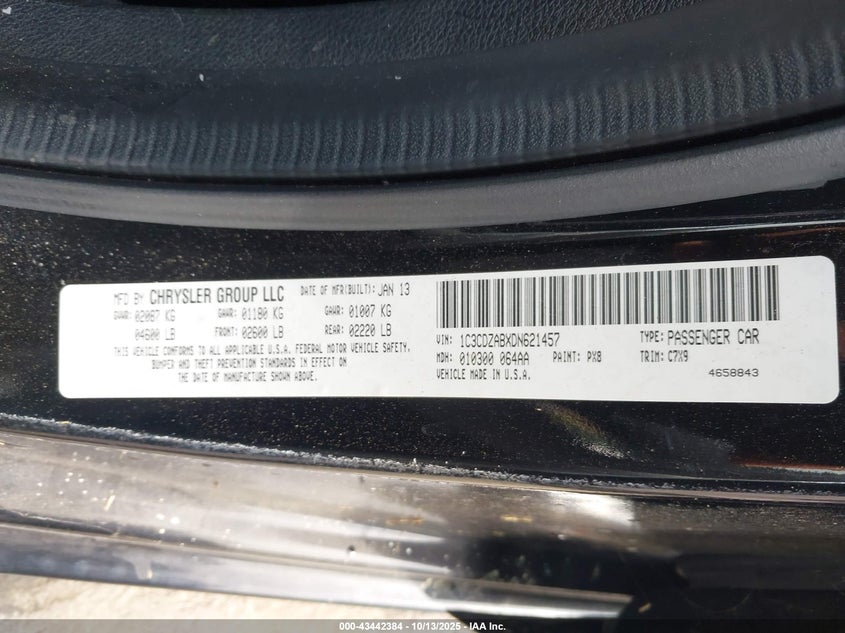 MFD BY CHRYSLER GROUP LLC DATE OF MFR(BUILT): JAN 13
GVWR: 02087 KG GAWR: 01180 KG GAWR: 01007 KG
04600 LB FRONT: 02600 LB REAR: 02220 LB
THIS VEHICLE CONFORMS TO ALL APPLICABLE U.S.A. FEDERAL MOTOR VEHICLE SAFETY,
BUMPER AND THEFT PREVENTION STANDARDS IN EFFECT ON
THE DATE OF MANUFACTURE SHOWN ABOVE.
VIN: 1C3CDZABXDN621457 TYPE: PASSENGER CAR
MDH: 010300 064AA PAINT: PX8 TRIM: C7X9
VEHICLE MADE IN U.S.A. 4658843
000-43442384 - 10/13/2025 - IAA Inc.